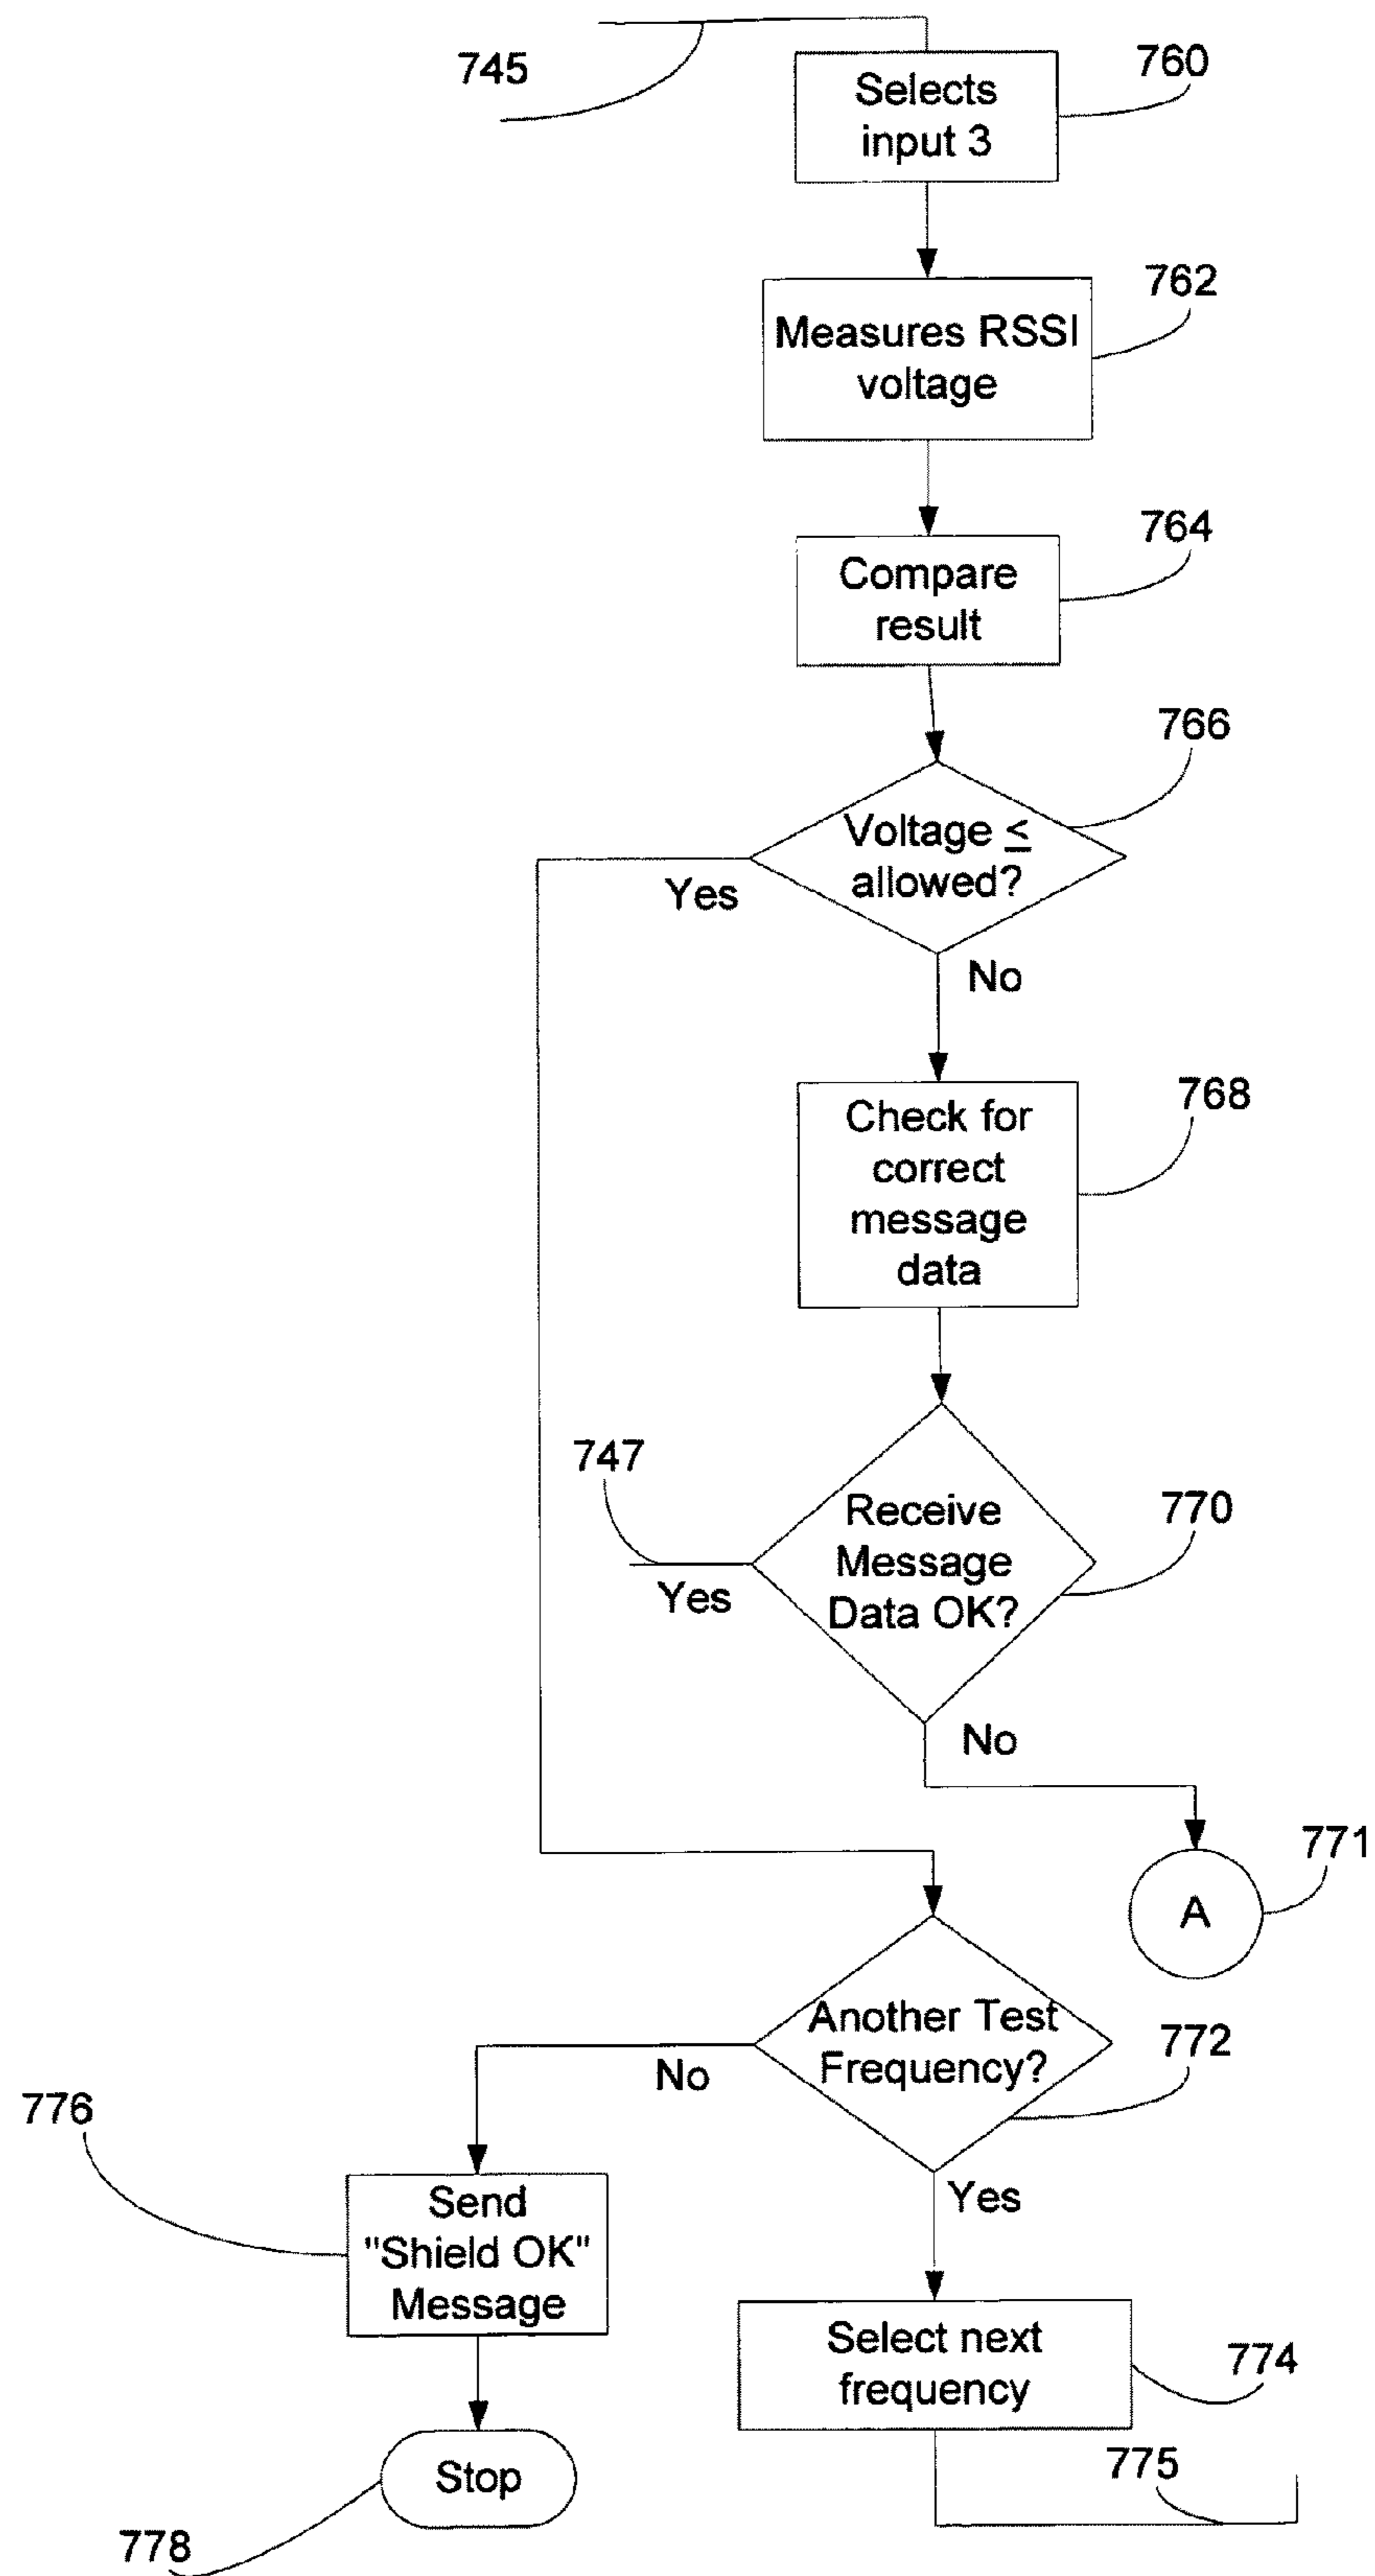 745
760
Selects
input 3
762
Measures RSSI
voltage
764
Compare
result
766
Voltage ≤
allowed?
Yes
No
768
Check for
correct
message
data
747
770
Receive
Message
Data OK?
Yes
No
771
A
Another Test
Frequency?
772
No
776
Yes
Send
"Shield OK"
Message
Select next
frequency
774
775
Stop
778